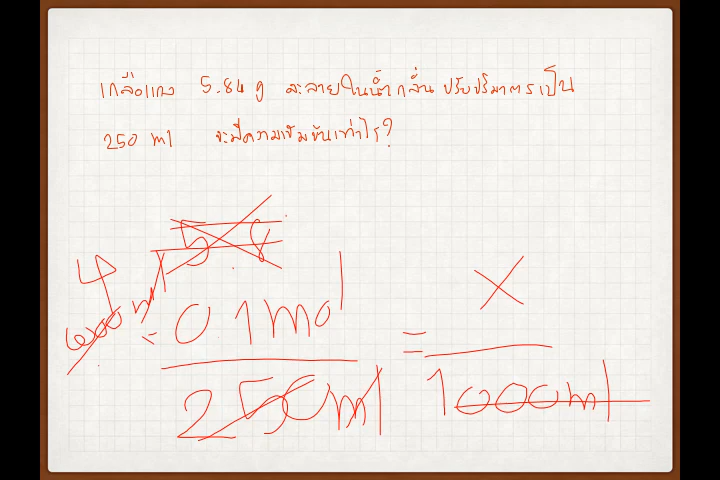 เกลือแกง 5.84 g ละลายในน้ำกลั่น ปรับปริมาตรเป็น
250 ml จะมีความเข้มข้นเท่าไร?
58
4
= 0 1 mol = X
250 ml 1000 ml